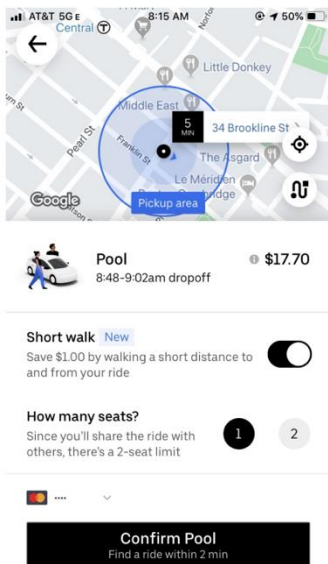 AT&T 5G E 8:15 AM 50%
Central T
Norfolk
Little Donkey
Middle East
5
MIN
34 Brookline St >
Pearl St
Franklin St
The Asgard
Le Méridien
Cambridge
Google
Pickup area
Pool
$17.70
8:48-9:02am dropoff
Short walk New
Save $1.00 by walking a short distance to
and from your ride
How many seats?
Since you'll share the ride with
others, there's a 2-seat limit
1
2
••••
Confirm Pool
Find a ride within 2 min